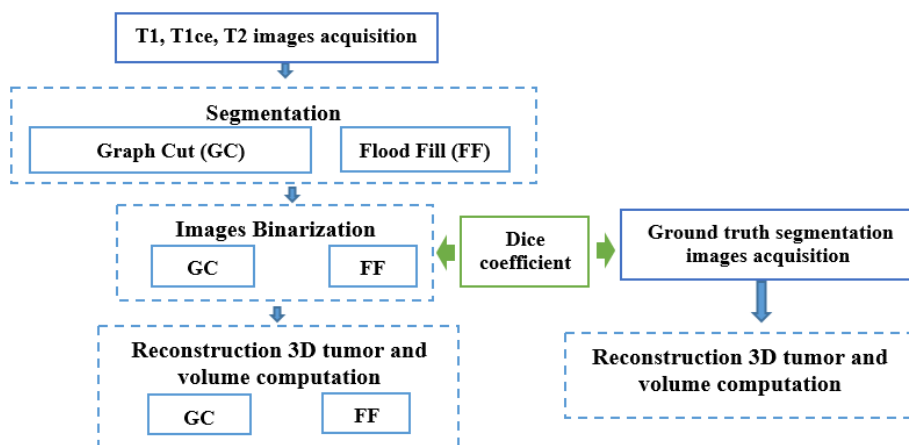 T1, T1ce, T2 images acquisition
Segmentation
Graph Cut (GC)
Flood Fill (FF)
Images Binarization
GC
FF
Dice
coefficient
Ground truth segmentation
images acquisition
Reconstruction 3D tumor and
volume computation
GC
FF
Reconstruction 3D tumor and
volume computation